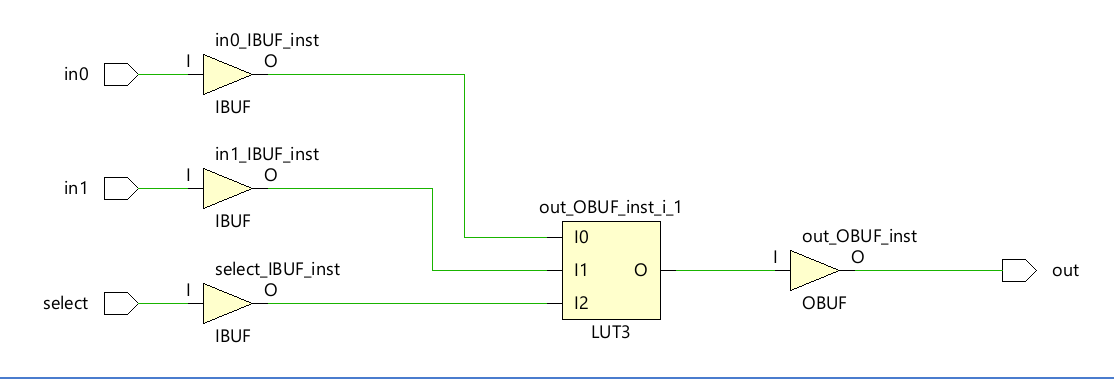 in0_IBUF_inst
in0
I
O
IBUF
in1_IBUF_inst
in1
I
O
IBUF
select_IBUF_inst
select
I
O
IBUF
out_OBUF_inst_i_1
I0
I1
O
I2
LUT3
out_OBUF_inst
I
O
OBUF
out